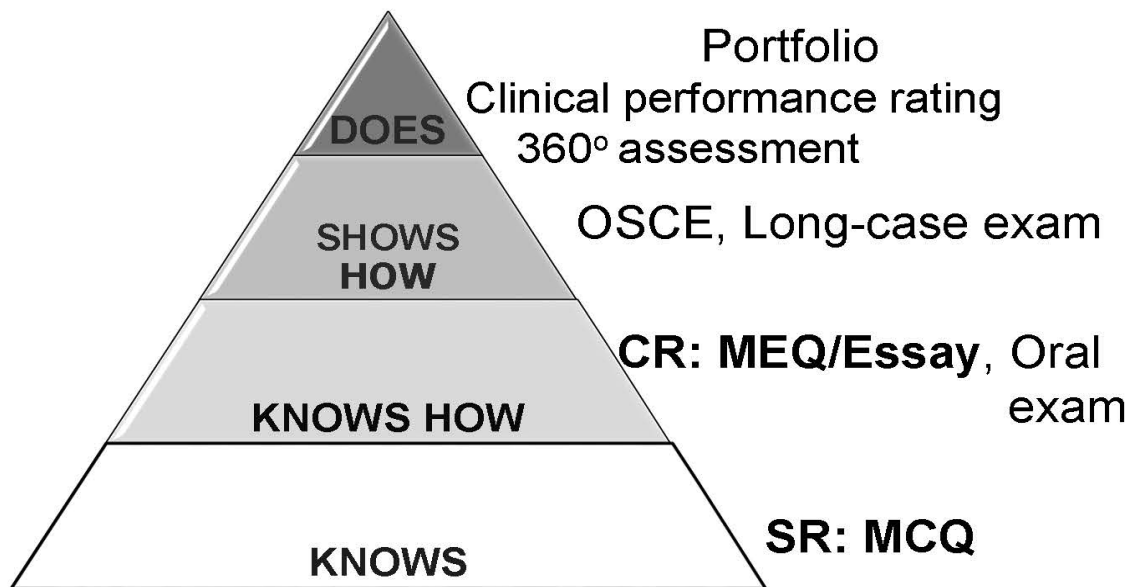 Portfolio
Clinical performance rating
DOES
360º assessment
OSCE, Long-case exam
SHOWS
HOW
CR: MEQ/Essay, Oral
exam
KNOWS HOW
SR: MCQ
KNOWS